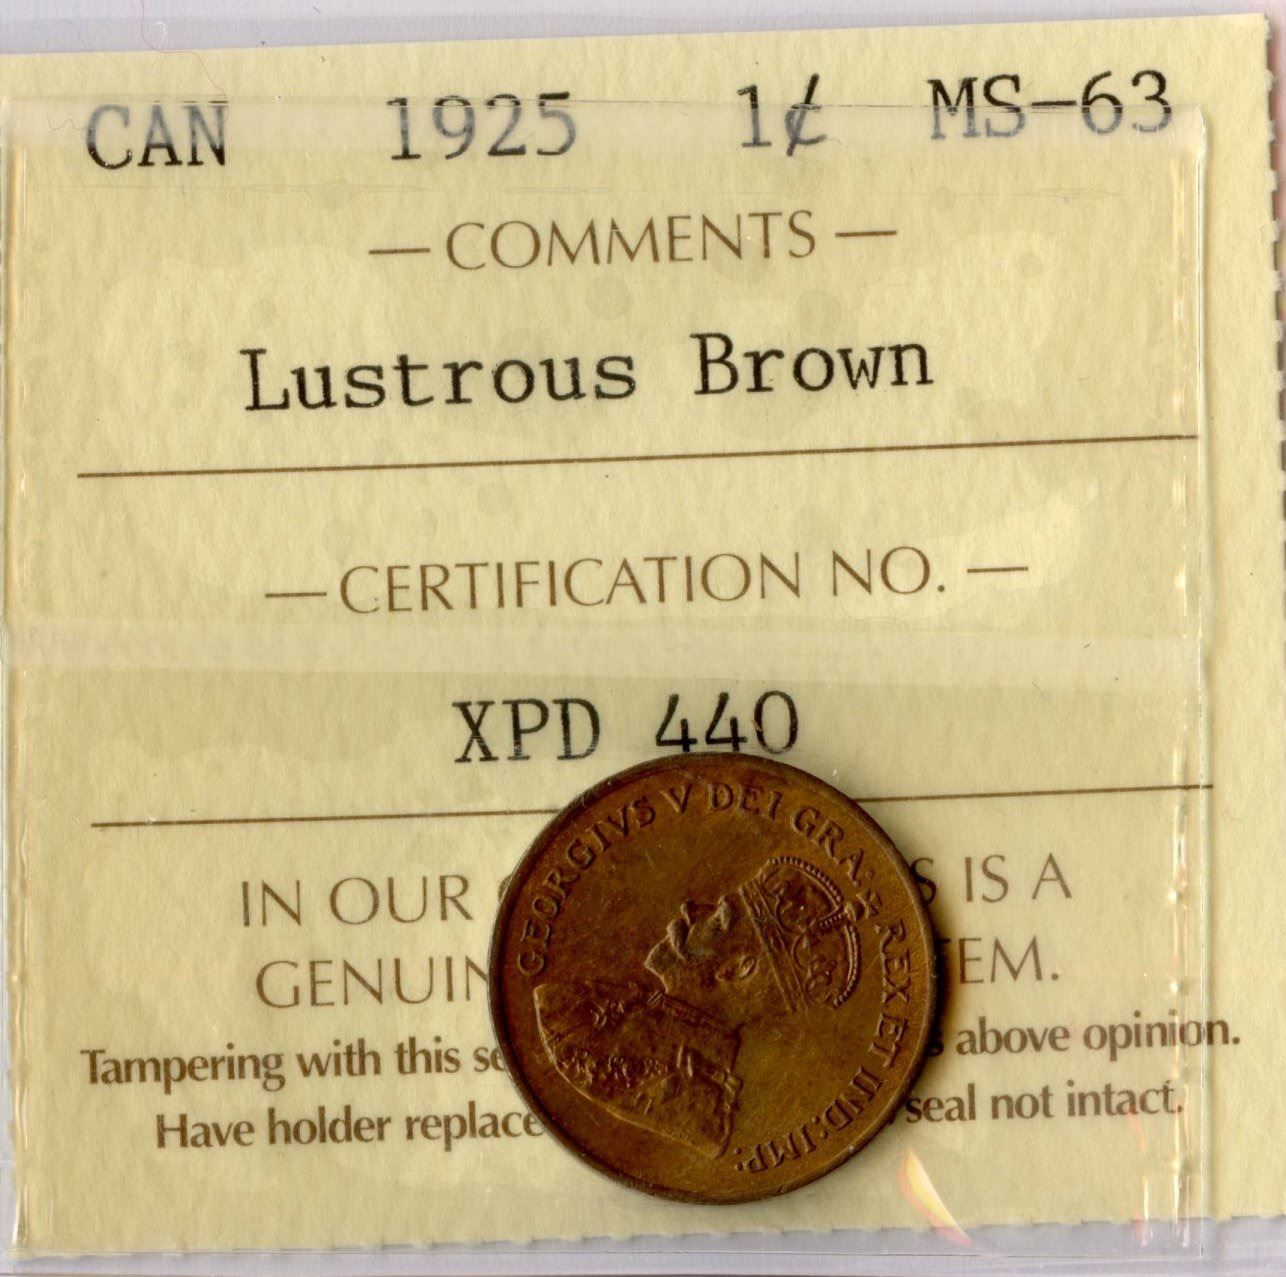 CAN 1925 1¢ MS-63
— COMMENTS —
Lustrous Brown
— CERTIFICATION NO. —
XPD 440
IN OUR S IS A
GENUIN EM.
Tampering with this se s above opinion.
Have holder replace seal not intact.
GEORGIVS V DEI GRA: REX ET IND: IMP: